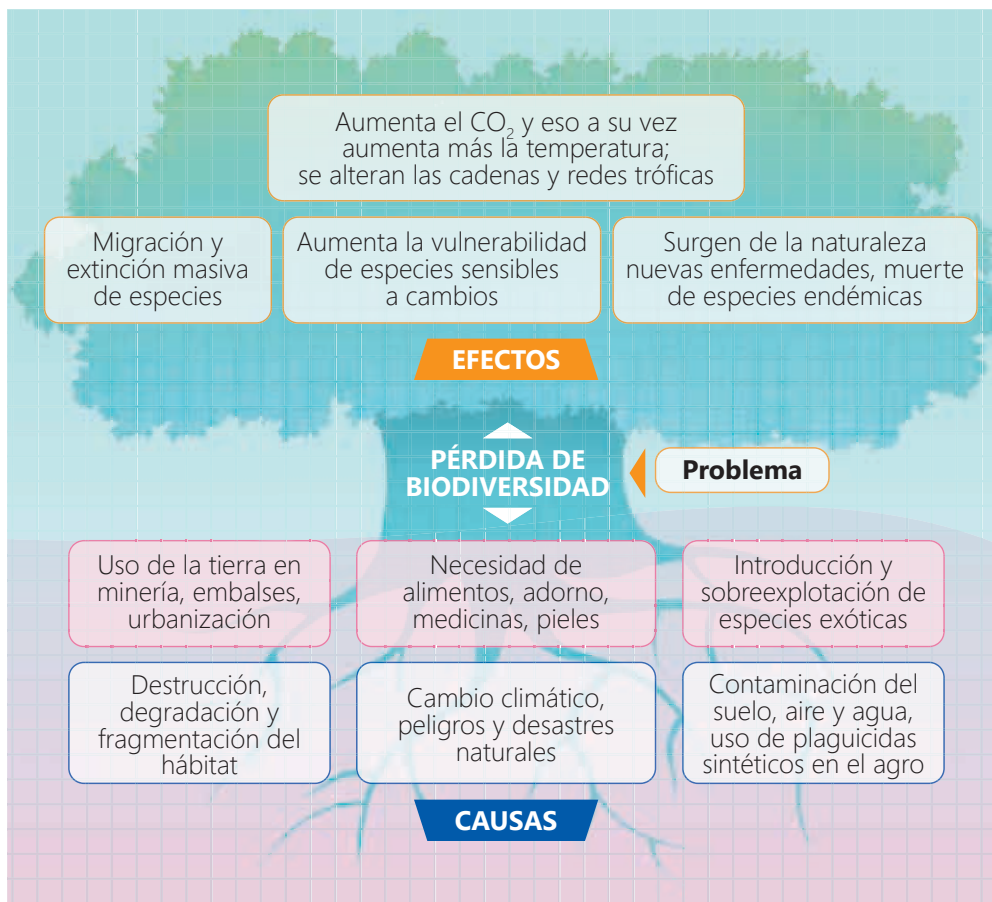 Aumenta el CO₂ y eso a su vez
aumenta más la temperatura;
se alteran las cadenas y redes tróficas
Migración y
extinción masiva
de especies
Aumenta la vulnerabilidad
de especies sensibles
a cambios
Surgen de la naturaleza
nuevas enfermedades, muerte
de especies endémicas
EFECTOS
PÉRDIDA DE
BIODIVERSIDAD
Problema
Uso de la tierra en
minería, embalses,
urbanización
Necesidad de
alimentos, adorno,
medicinas, pieles
Introducción y
sobreexplotación de
especies exóticas
Destrucción,
degradación y
fragmentación del
hábitat
Cambio climático,
peligros y desastres
naturales
Contaminación del
suelo, aire y agua,
uso de plaguicidas
sintéticos en el agro
CAUSAS